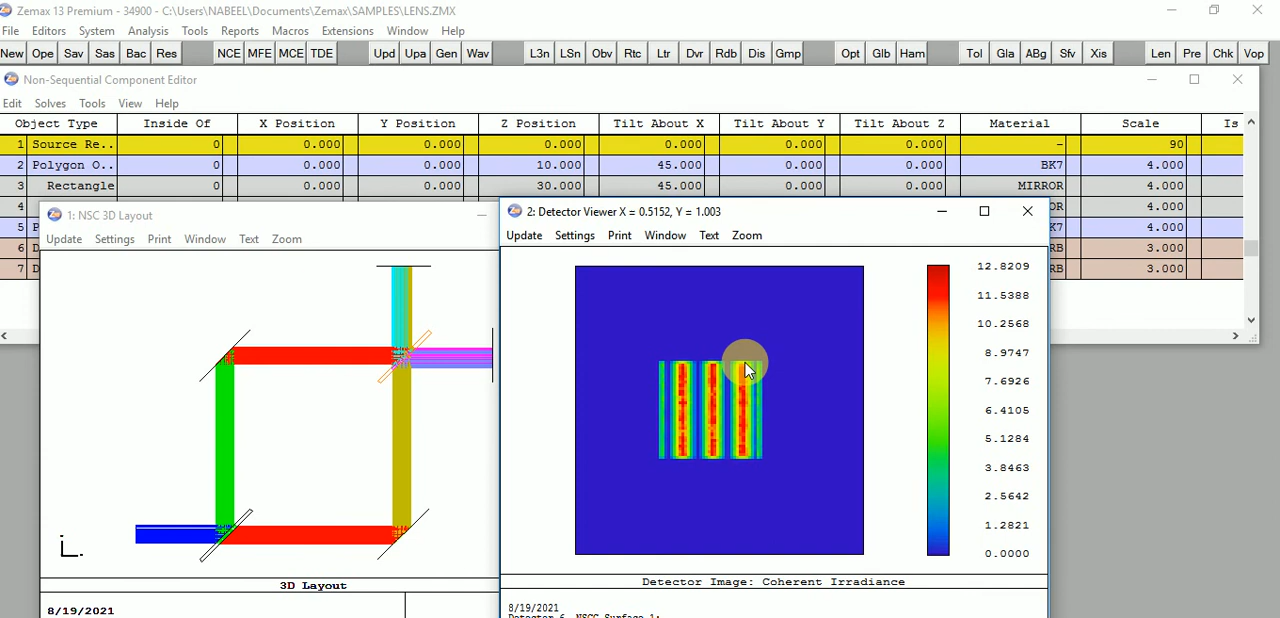 Zemax 13 Premium - 34900 - C:\Users\NABEEL\Documents\Zemax\SAMPLES\LENS.ZMX
File Editors System Analysis Tools Reports Macros Extensions Window Help
New Ope Sav Sas Bac Res NCE MFE MCE TDE Upd Upa Gen Wav L3n LSn Obv Rtc Ltr Dvr Rdb Dis Gmp Opt Glb Ham Tol Gla ABg Sfv Xis Len Pre Chk Vop
Non-Sequential Component Editor
Edit Solves Tools View Help
Object Type Inside Of X Position Y Position Z Position Tilt About X Tilt About Y Tilt About Z Material Scale Is
1 Source Re.. 0 0.000 0.000 0.000 0.000 0.000 0.000 - 90
2 Polygon O.. 0 0.000 0.000 10.000 45.000 0.000 0.000 BK7 4.000
3 Rectangle 0 0.000 0.000 30.000 45.000 0.000 0.000 MIRROR 4.000
4 OR 4.000
5 P K7 4.000
6 D RB 3.000
7 D RB 3.000
1: NSC 3D Layout
Update Settings Print Window Text Zoom
3D Layout
8/19/2021
2: Detector Viewer X = 0.5152, Y = 1.003
Update Settings Print Window Text Zoom
12.8209
11.5388
10.2568
8.9747
7.6926
6.4105
5.1284
3.8463
2.5642
1.2821
0.0000
Detector Image: Coherent Irradiance
8/19/2021
Detector 6, NSCG Surface 1: